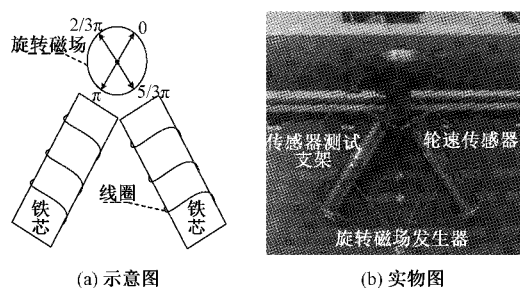 2/3π
0
旋转磁场
π
5/3π
线圈
铁
芯
铁
芯
(a) 示意图
传感器测试
支架
轮速传感器
旋转磁场发生器
(b) 实物图